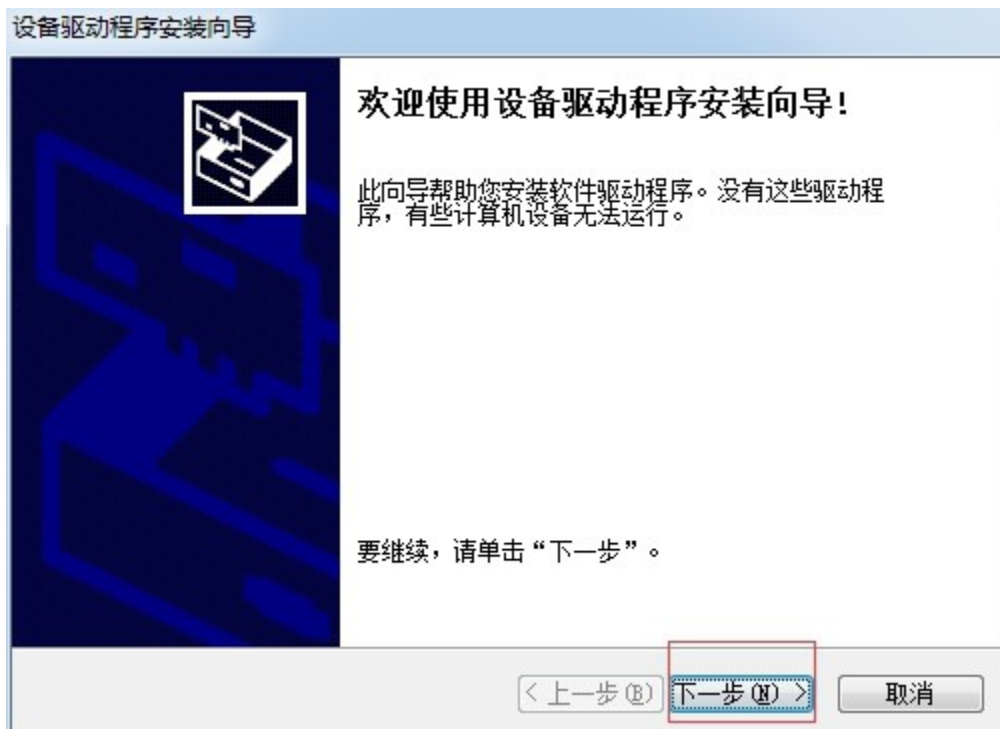 设备驱动程序安装向导
欢迎使用设备驱动程序安装向导!
此向导帮助您安装软件驱动程序。没有这些驱动程
序，有些计算机设备无法运行。
要继续，请单击“下一步”。
< 上一步(B) 下一步(N) > 取消